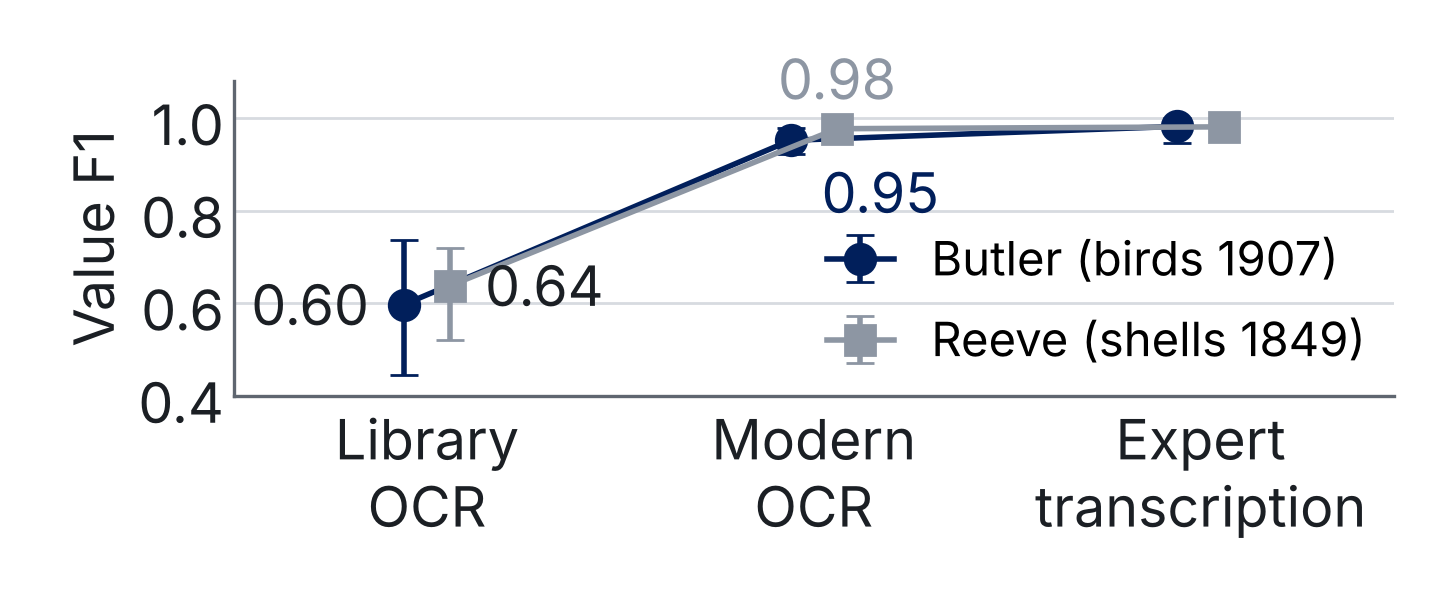 0.98
1.0
0.8
0.6
0.4
Value F1
0.95
0.60
0.64
Butler (birds 1907)
Reeve (shells 1849)
Library
OCR
Modern
OCR
Expert
transcription